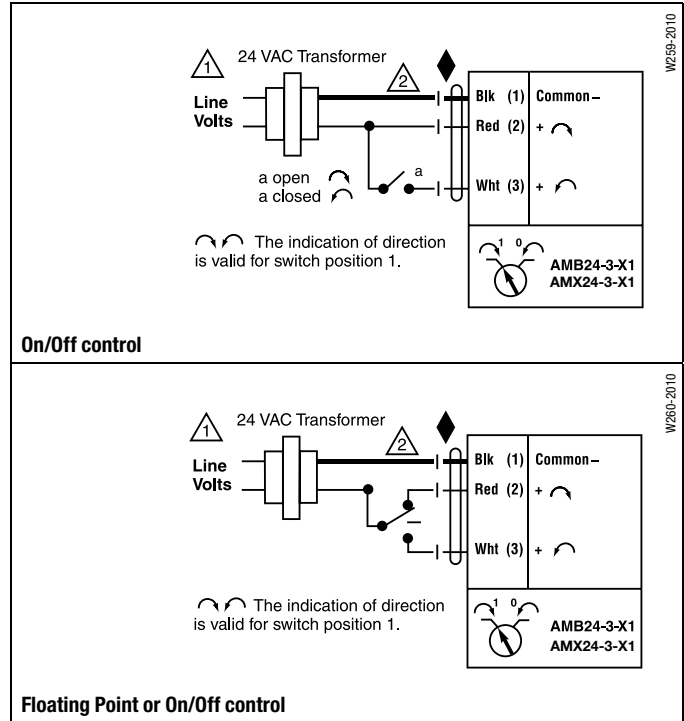 W259-2010
24 VAC Transformer
1
2
Line
Volts
Blk (1) Common –
Red (2) +
a
a open
a closed
Wht (3) +
The indication of direction
is valid for switch position 1.
1 0
AMB24-3-X1
AMX24-3-X1
On/Off control
W260-2010
24 VAC Transformer
1
2
Line
Volts
Blk (1) Common –
Red (2) +
Wht (3) +
The indication of direction
is valid for switch position 1.
1 0
AMB24-3-X1
AMX24-3-X1
Floating Point or On/Off control